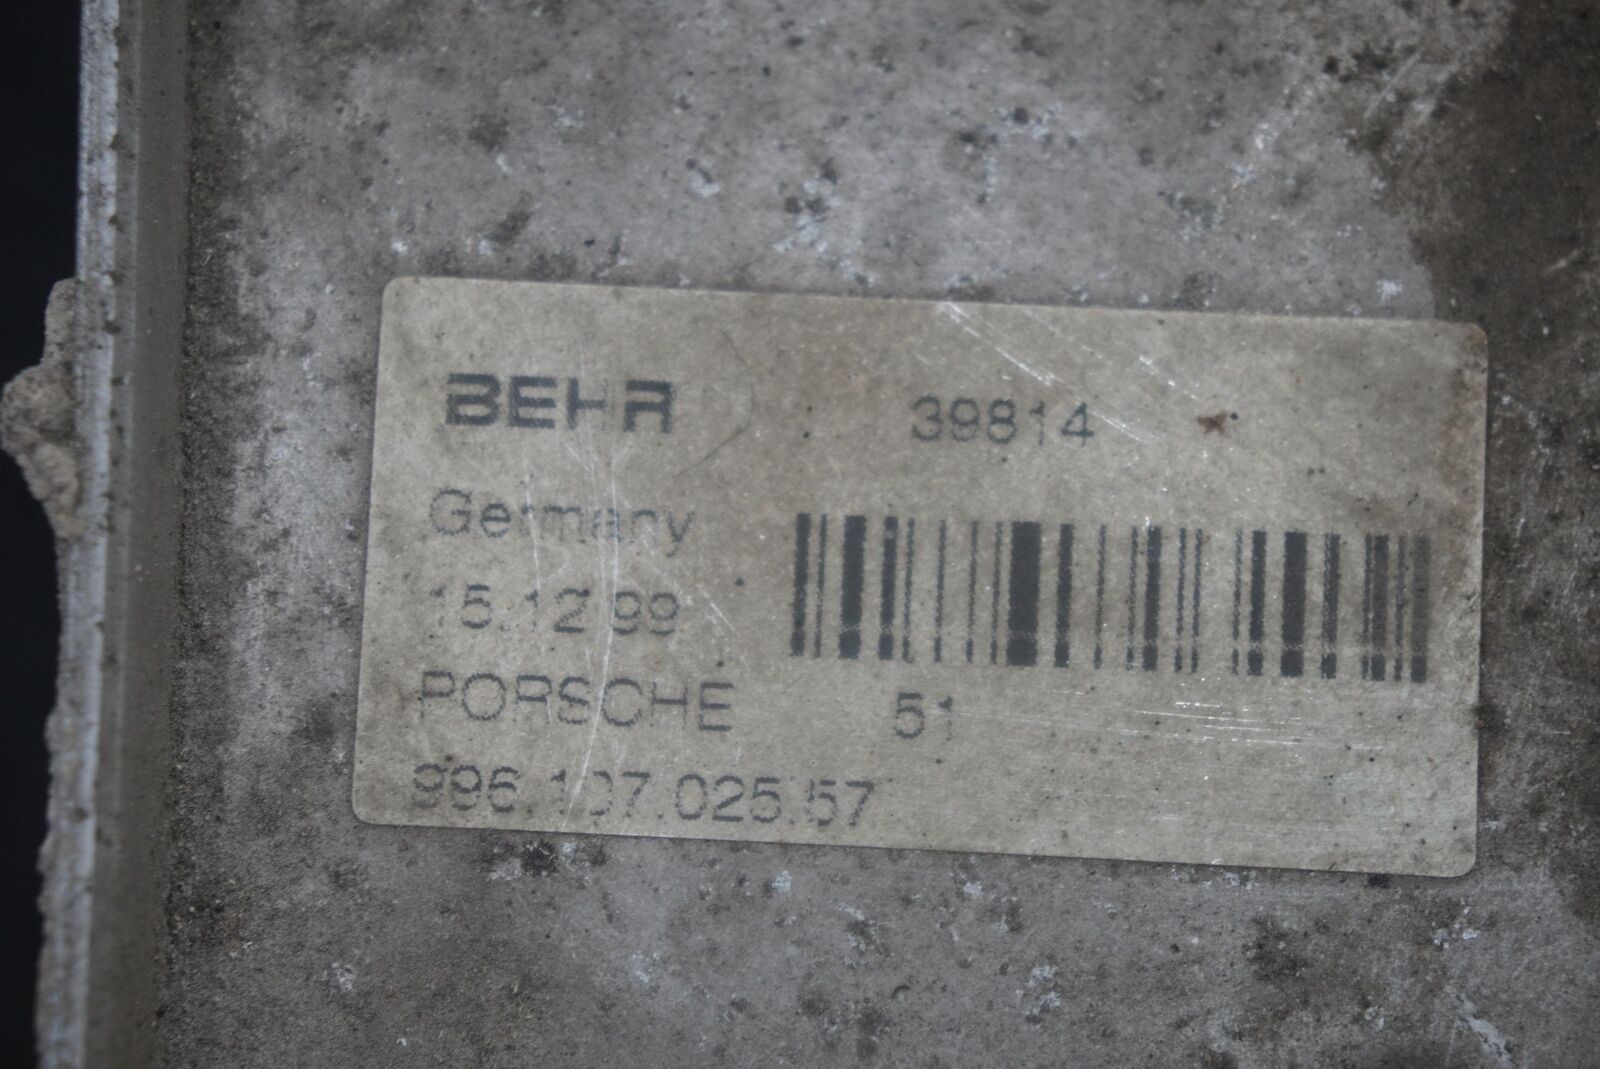 BEHR 39814
Germany
15.12.99
PORSCHE 51
996.107.025.57